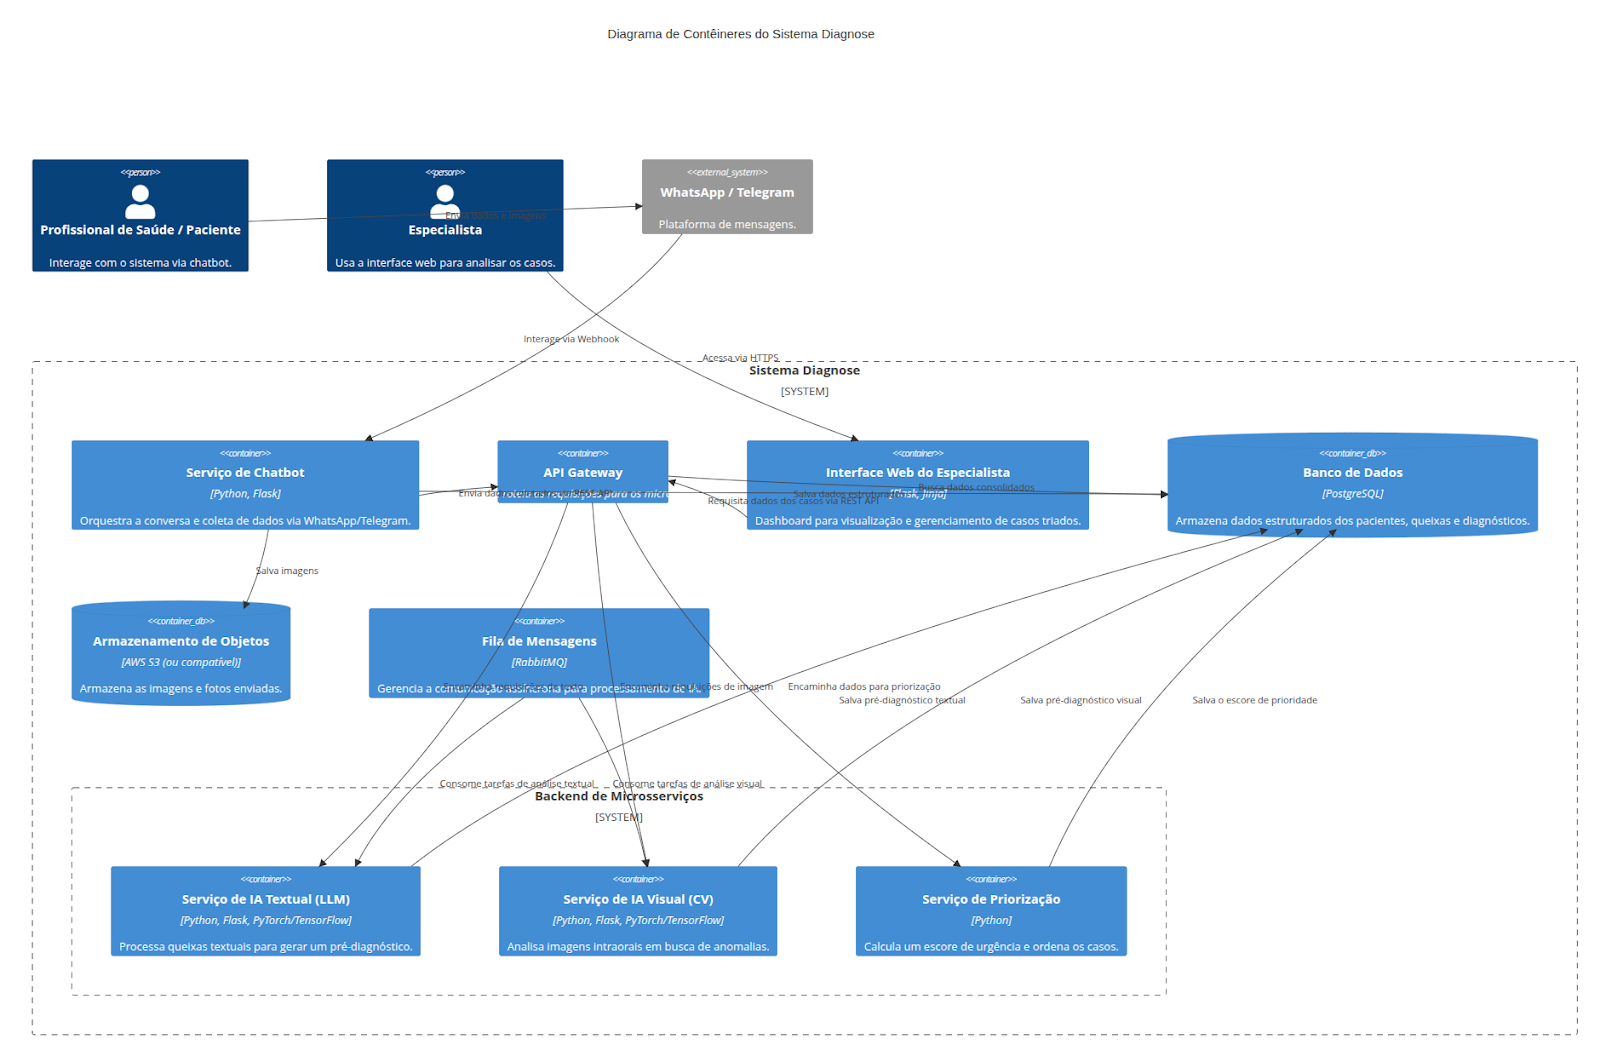 Diagrama de Contêineres do Sistema Diagnose
<<person>>
Profissional de Saúde / Paciente
Interage com o sistema via chatbot.
<<person>>
Especialista
Usa a interface web para analisar os casos.
<<external_system>>
WhatsApp / Telegram
Plataforma de mensagens.
Envia dados e imagens
Interage via Webhook
Acessa via HTTPS
Sistema Diagnose
[SYSTEM]
<<container>>
Serviço de Chatbot
[Python, Flask]
Orquestra a conversa e coleta de dados via WhatsApp/Telegram.
<<container>>
API Gateway
requisições para os micro
<<container>>
Interface Web do Especialista
[Flask, Jinja]
Dashboard para visualização e gerenciamento de casos triados.
<<container_db>>
Banco de Dados
[PostgreSQL]
Armazena dados estruturados dos pacientes, queixas e diagnósticos.
Envia dados via REST API
Salva dados estruturados
Busca dados consolidados
Requisita dados dos casos via REST API
Salva imagens
<<container_db>>
Armazenamento de Objetos
[AWS S3 (ou compatível)]
Armazena as imagens e fotos enviadas.
<<container>>
Fila de Mensagens
[RabbitMQ]
Gerencia a comunicação assíncrona para processamento de IA.
Encaminha requisições de imagem
Encaminha dados para priorização
Salva pré-diagnóstico textual
Salva pré-diagnóstico visual
Salva o escore de prioridade
Consome tarefas de análise textual
Consome tarefas de análise visual
Backend de Microsserviços
[SYSTEM]
<<container>>
Serviço de IA Textual (LLM)
[Python, Flask, PyTorch/TensorFlow]
Processa queixas textuais para gerar um pré-diagnóstico.
<<container>>
Serviço de IA Visual (CV)
[Python, Flask, PyTorch/TensorFlow]
Analisa imagens intraorais em busca de anomalias.
<<container>>
Serviço de Priorização
[Python]
Calcula um escore de urgência e ordena os casos.